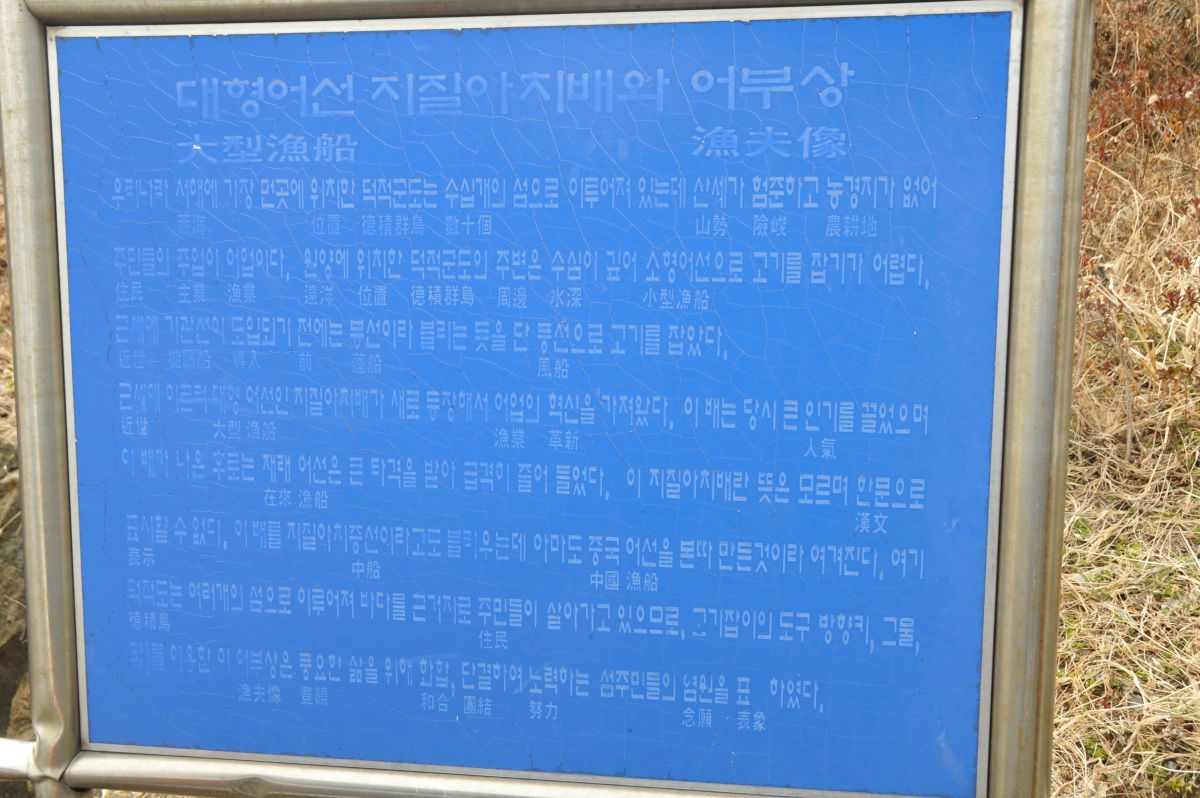 대형어선 지질아치배와 어부상
大型漁船 漁夫像
우리나라 서해에 가장 먼곳에 위치한 덕적군도는 수십개의 섬으로 이루어져 있는데 산세가 험준하고 농경지가 없어
西海 位置 德積群島 數十個 山勢 險峻 農耕地
주민들의 주업이 어업이다. 원양에 위치한 덕적군도의 주변은 수심이 깊어 소형어선으로 고기를 잡기가 어렵다.
住民 主業 漁業 遠洋 位置 德積群島 周邊 水深 小型漁船
근세에 기관선이 도입되기 전에는 봉선이라 불리는 돛을 단 풍선으로 고기를 잡았다.
近世 機關船 導入 前 蓬船 風船
근세에 이르러 대형 어선인 지질아치배가 새로 등장해서 어업의 혁신을 가져왔다. 이 배는 당시 큰 인기를 끌었으며
近世 大型 漁船 漁業 革新 人氣
이 배가 나온 후로는 재래 어선은 큰 타격을 받아 급격히 줄어 들었다. 이 지질아치배란 뜻은 모르며 한문으로
在來 漁船 漢文
표시할 수 없다. 이 배를 지질아치중선이라고도 불리우는데 아마도 중국 어선을 본따 만든것이라 여겨진다. 여기
表示 中船 中國 漁船
덕적도는 여러개의 섬으로 이루어져 바다를 근거지로 주민들이 살아가고 있으므로, 고기잡이의 도구 방향키, 그물,
德積島 住民
를 이용한 이 어부상은 풍요한 삶을 위해 화합, 단결하여 노력하는 섬주민들의 염원을 표 하였다.
漁夫像 豊饒 和合 團結 努力 念願 表象